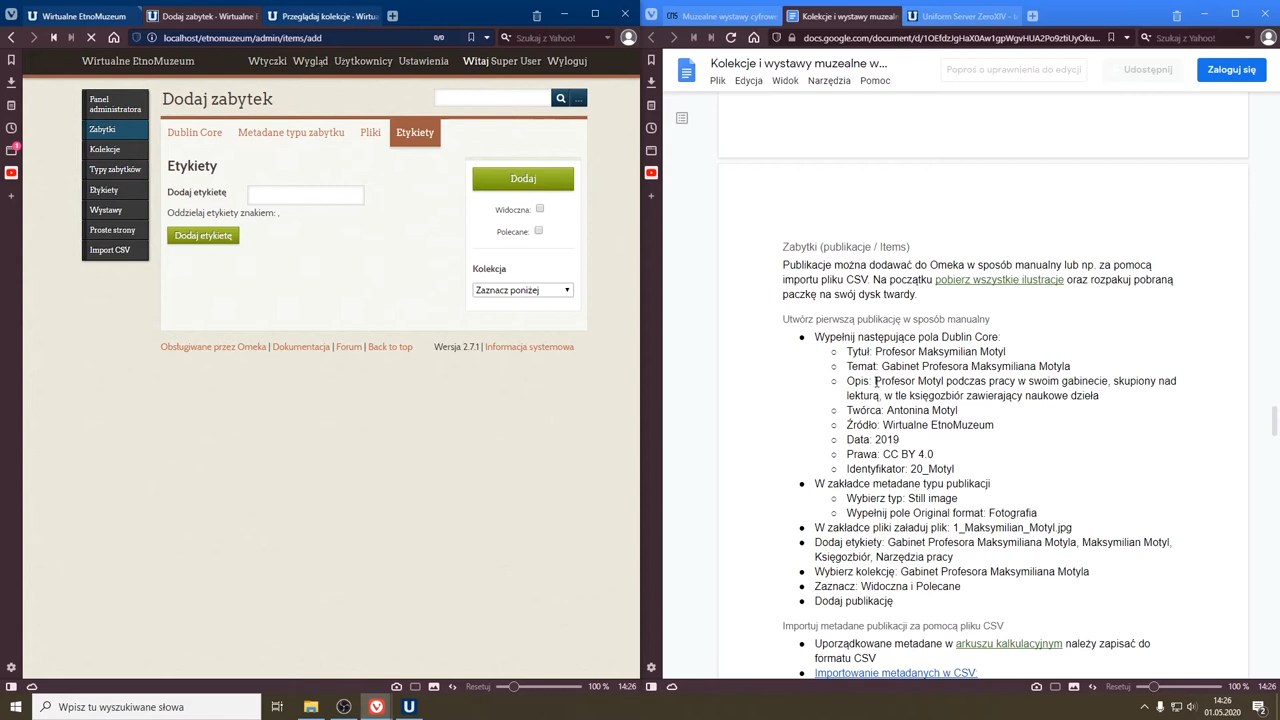 Wirtualne EtnoMuzeum
Dodaj zabytek - Wirtualne E
Przeglądaj kolekcje - Wirtua
localhost/etnomuzeum/admin/items/add
0/0
Szukaj z Yahoo!
Wirtualne EtnoMuzeum
Wtyczki Wygląd Użytkownicy Ustawienia
Witaj Super User Wyloguj
Panel administratora
Zabytki
Kolekcje
Typy zabytków
Etykiety
Wystawy
Proste strony
Import CSV
Dodaj zabytek
...
Dublin Core Metadane typu zabytku Pliki Etykiety
Etykiety
Dodaj etykietę
Oddzielaj etykiety znakiem: ,
Dodaj etykietę
Dodaj
Widoczna:
Polecane:
Kolekcja
Zaznacz poniżej
Obsługiwane przez Omeka | Dokumentacja | Forum | Back to top
Wersja 2.7.1 | Informacja systemowa
Resetuj 100 % 14:26
Muzealne wystawy cyfrowe
Kolekcje i wystawy muzealn
Uniform Server ZeroXIV - ti
docs.google.com/document/d/1OEfdzJgHaX0Aw1gpWgvHUA2Po9ztiUyOku...
Szukaj z Yahoo!
Kolekcje i wystawy muzealne w...
Plik Edycja Widok Narzędzia Pomoc
Poproś o uprawnienia do edycji
Udostępnij
Zaloguj się
Zabytki (publikacje / Items)
Publikacje można dodawać do Omeka w sposób manualny lub np. za pomocą
importu pliku CSV. Na początku pobierz wszystkie ilustracje oraz rozpakuj pobraną
paczkę na swój dysk twardy.
Utwórz pierwszą publikację w sposób manualny
● Wypełnij następujące pola Dublin Core:
○ Tytuł: Profesor Maksymilian Motyl
○ Temat: Gabinet Profesora Maksymiliana Motyla
○ Opis: Profesor Motyl podczas pracy w swoim gabinecie, skupiony nad
lekturą, w tle księgozbiór zawierający naukowe dzieła
○ Twórca: Antonina Motyl
○ Źródło: Wirtualne EtnoMuzeum
○ Data: 2019
○ Prawa: CC BY 4.0
○ Identyfikator: 20_Motyl
● W zakładce metadane typu publikacji
○ Wybierz typ: Still image
○ Wypełnij pole Original format: Fotografia
● W zakładce pliki załaduj plik: 1_Maksymilian_Motyl.jpg
● Dodaj etykiety: Gabinet Profesora Maksymiliana Motyla, Maksymilian Motyl,
Księgozbiór, Narzędzia pracy
● Wybierz kolekcję: Gabinet Profesora Maksymiliana Motyla
● Zaznacz: Widoczna i Polecane
● Dodaj publikację
Importuj metadane publikacji za pomocą pliku CSV
● Uporządkowane metadane w arkuszu kalkulacyjnym należy zapisać do
formatu CSV
● Importowanie metadanych w CSV:
Resetuj 100 % 14:26
Wpisz tu wyszukiwane słowa
14:26
01.05.2020